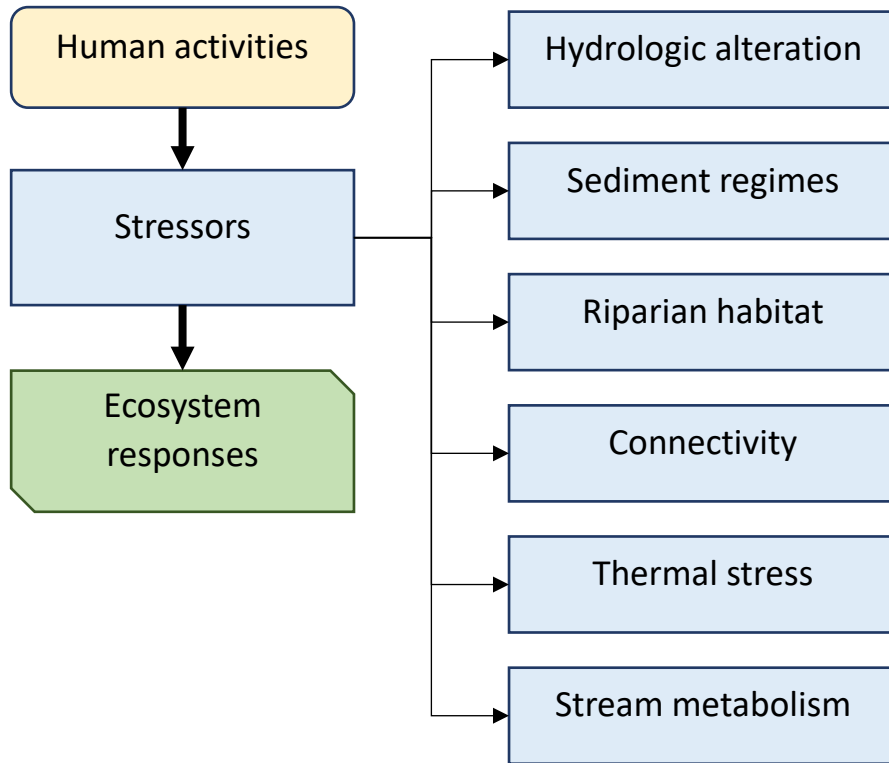 Human activities
Stressors
Ecosystem
responses
Hydrologic alteration
Sediment regimes
Riparian habitat
Connectivity
Thermal stress
Stream metabolism